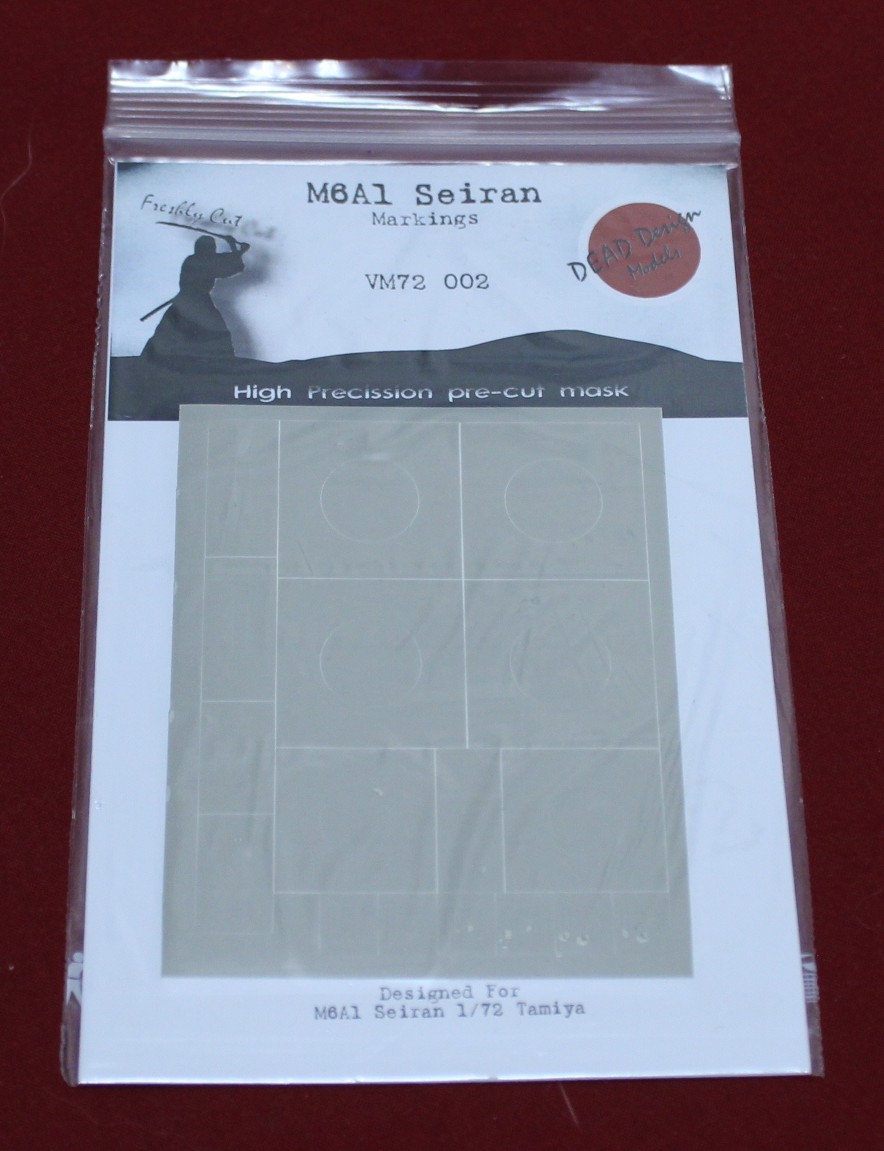 M6A1 Seiran
Markings
Freshly Cut
DEAD Design
Models
VM72 002
High Precission pre-cut mask
Designed For
M6A1 Seiran 1/72 Tamiya